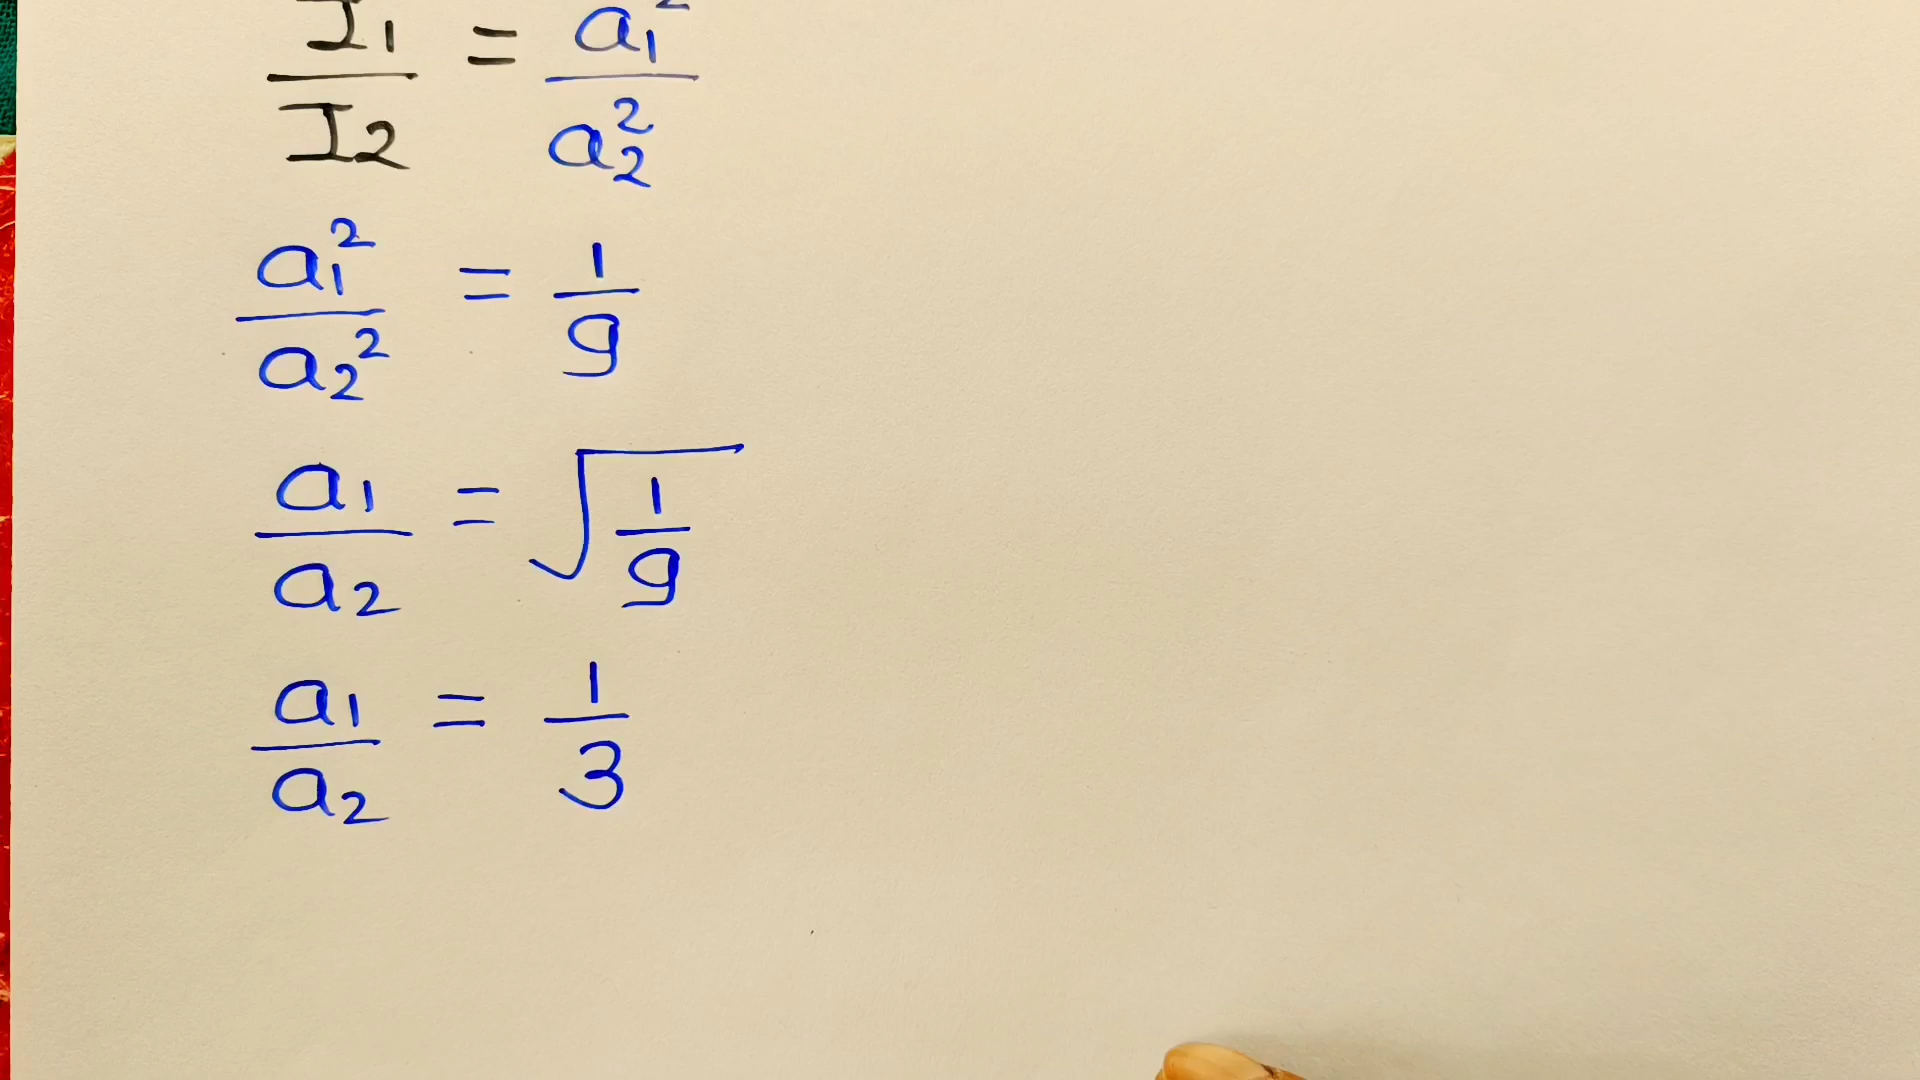 I₁/I₂ = a₁²/a₂²
a₁²/a₂² = 1/9
a₁/a₂ = √(1/9)
a₁/a₂ = 1/3